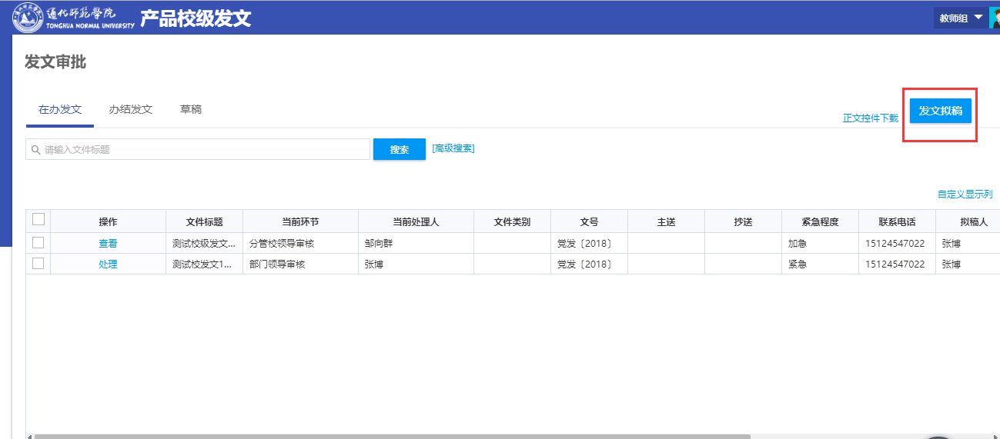 通化师范学院
TONGHUA NORMAL UNIVERSITY
产品校级发文
教师组
发文审批
在办发文 办结发文 草稿
正文控件下载 发文拟稿
请输入文件标题 搜索 [高级搜索]
自定义显示列
操作 文件标题 当前环节 当前处理人 文件类别 文号 主送 抄送 紧急程度 联系电话 拟稿人
查看 测试校级发文... 分管校领导审核 邹向群 党发〔2018〕 加急 15124547022 张博
处理 测试校发文1... 部门领导审核 张博 党发〔2018〕 紧急 15124547022 张博